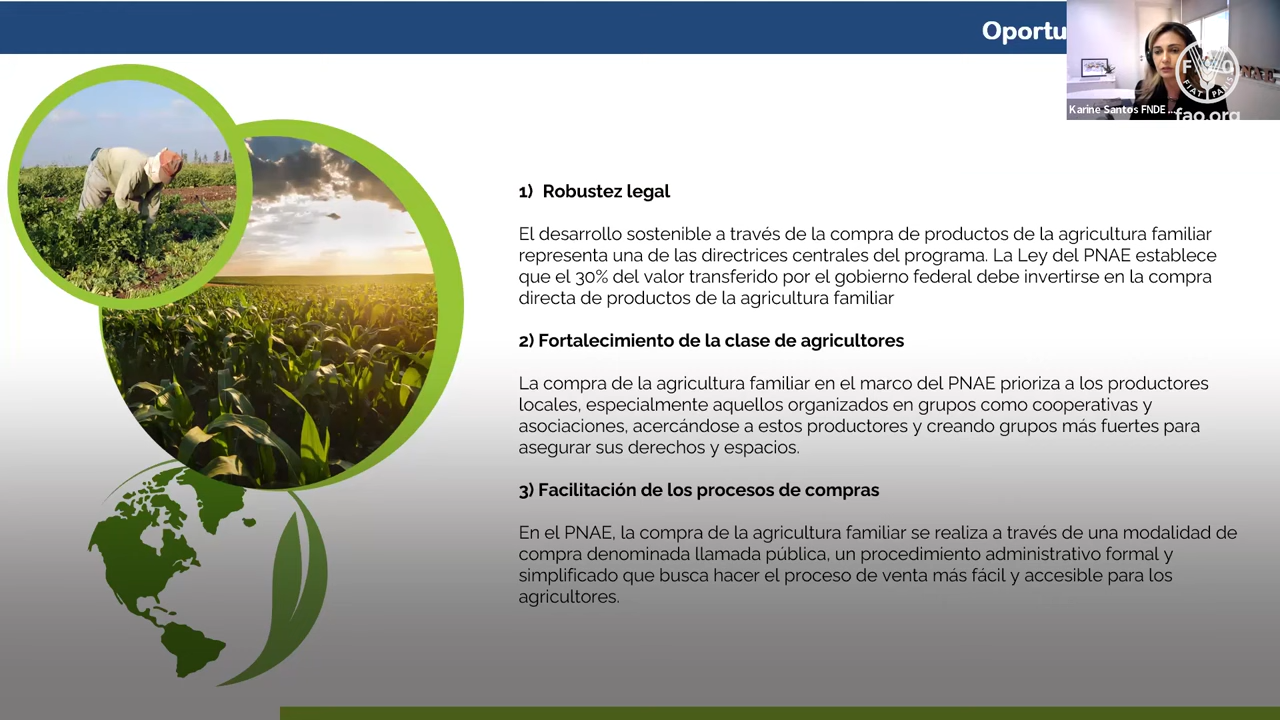 Oportu
Karine Santos FNDE ...
FAO
FIAT PANIS
fao.org
1) Robustez legal
El desarrollo sostenible a través de la compra de productos de la agricultura familiar
representa una de las directrices centrales del programa. La Ley del PNAE establece
que el 30% del valor transferido por el gobierno federal debe invertirse en la compra
directa de productos de la agricultura familiar
2) Fortalecimiento de la clase de agricultores
La compra de la agricultura familiar en el marco del PNAE prioriza a los productores
locales, especialmente aquellos organizados en grupos como cooperativas y
asociaciones, acercándose a estos productores y creando grupos más fuertes para
asegurar sus derechos y espacios.
3) Facilitación de los procesos de compras
En el PNAE, la compra de la agricultura familiar se realiza a través de una modalidad de
compra denominada llamada pública, un procedimiento administrativo formal y
simplificado que busca hacer el proceso de venta más fácil y accesible para los
agricultores.